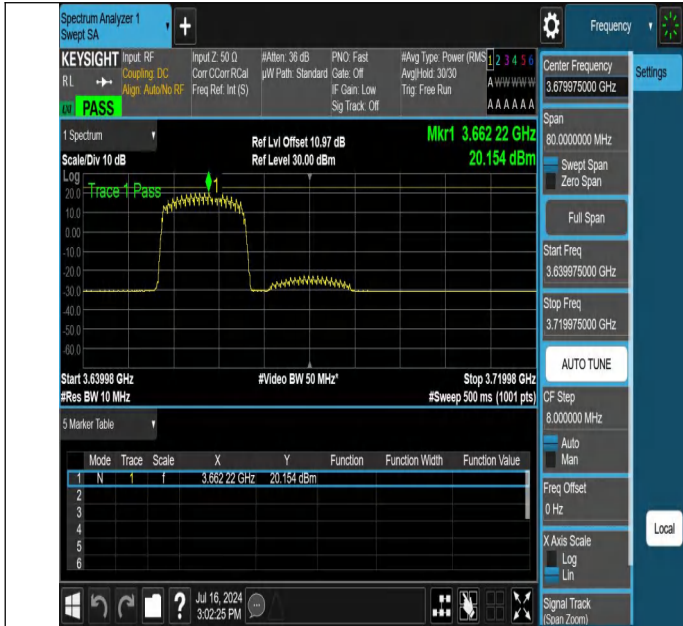 Spectrum Analyzer 1
Swept SA
+
Frequency
KEYSIGHT
RL
PASS
Input: RF
Coupling: DC
Align: Auto/No RF
Input Z: 50 Ω
Corr CCorr RCal
Freq Ref: Int (S)
#Atten: 36 dB
µW Path: Standard
PNO: Fast
Gate: Off
IF Gain: Low
Sig Track: Off
#Avg Type: Power (RMS
Avg|Hold: 30/30
Trig: Free Run
1 2 3 4 5 6
A W W W W W
A A A A A A
1 Spectrum
Scale/Div 10 dB
Ref Lvl Offset 10.97 dB
Ref Level 30.00 dBm
Mkr1 3.662 22 GHz
20.154 dBm
Log
Trace 1 Pass
1
20.0
10.0
0.00
-10.0
-20.0
-30.0
-40.0
-50.0
-60.0
Start 3.63998 GHz
#Res BW 10 MHz
#Video BW 50 MHz*
Stop 3.71998 GHz
#Sweep 500 ms (1001 pts)
5 Marker Table
Mode Trace Scale X Y Function Function Width Function Value
1 N 1 f 3.662 22 GHz 20.154 dBm
2
3
4
5
6
?
Jul 16, 2024
3:02:25 PM
Center Frequency
3.679975000 GHz
Span
80.0000000 MHz
Swept Span
Zero Span
Full Span
Start Freq
3.639975000 GHz
Stop Freq
3.719975000 GHz
AUTO TUNE
CF Step
8.000000 MHz
Auto
Man
Freq Offset
0 Hz
X Axis Scale
Log
Lin
Signal Track
(Span Zoom)
Settings
Local